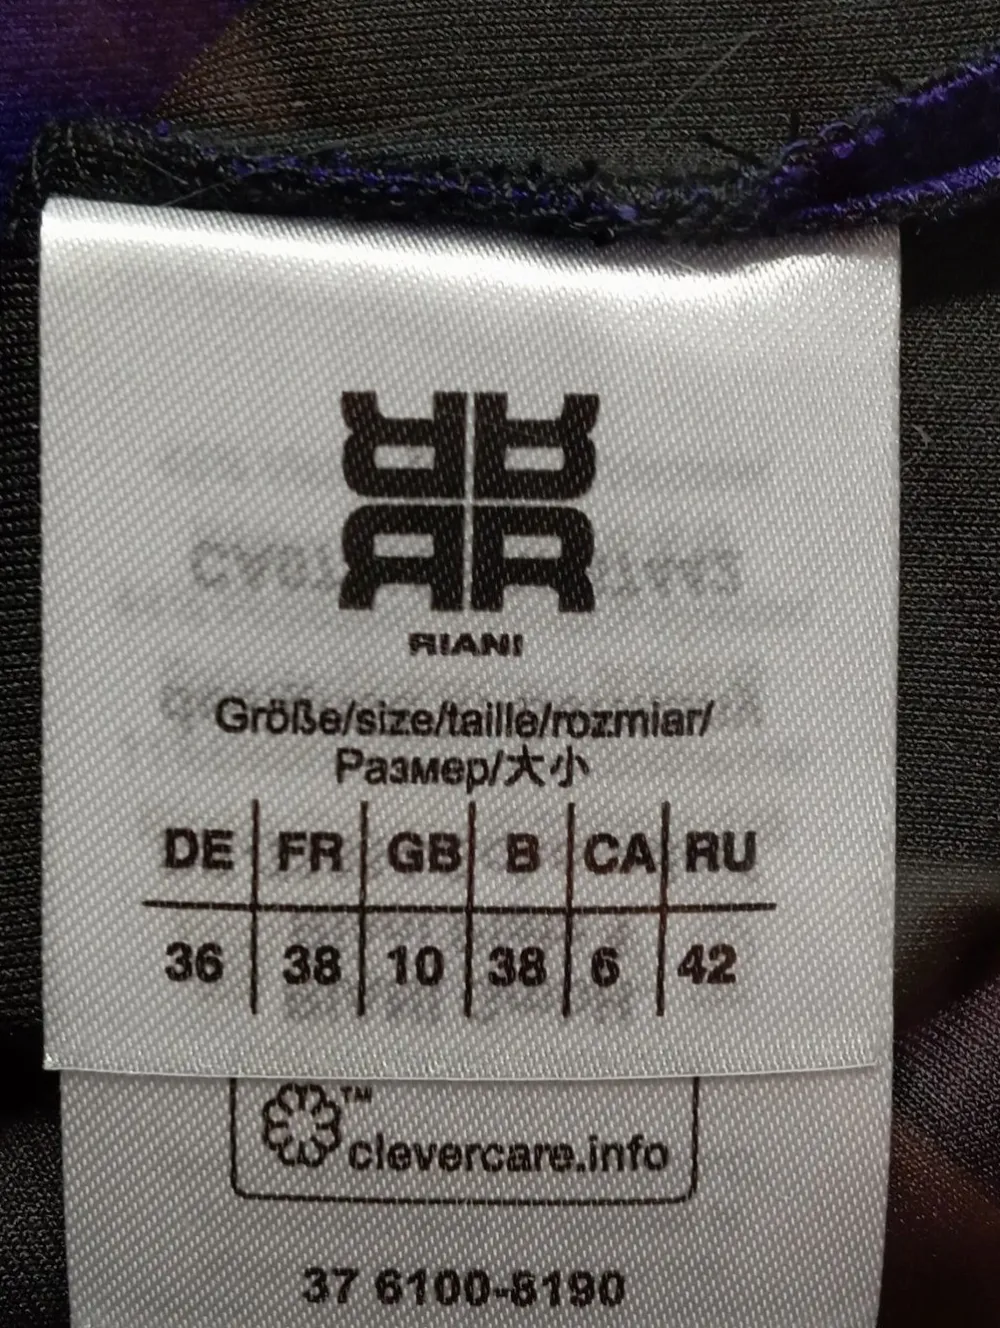 RIANI
Größe/size/taille/rozmiar/
Размер/大小
DE FR GB B CA RU
36 38 10 38 6 42
™
clevercare.info
37 6100-8190